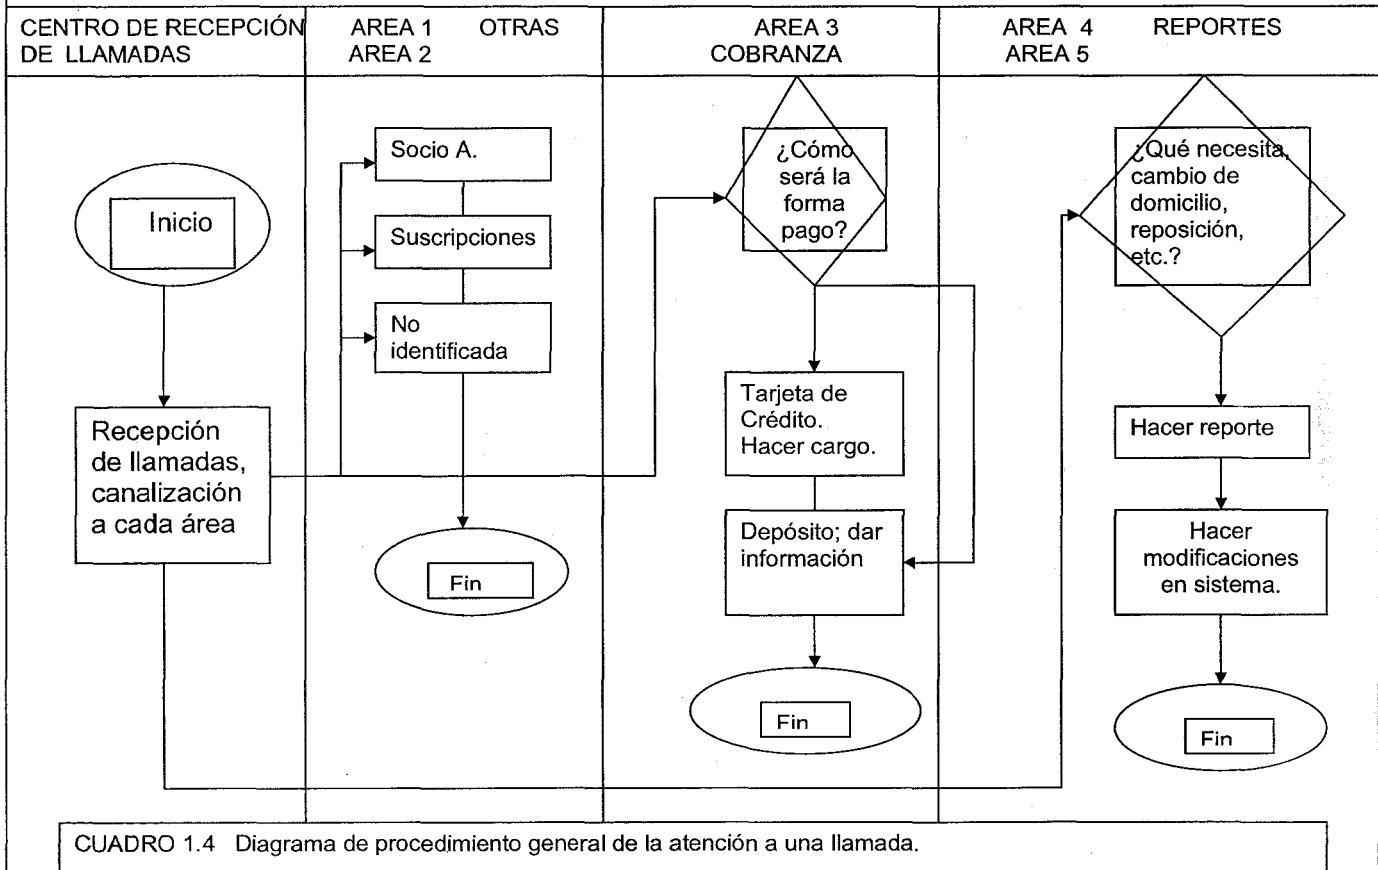 CENTRO DE RECEPCIÓN
DE LLAMADAS
AREA 1 OTRAS
AREA 2
AREA 3
COBRANZA
AREA 4 REPORTES
AREA 5
Inicio
Recepción
de llamadas,
canalización
a cada área
Socio A.
Suscripciones
No
identificada
Fin
¿Cómo
será la
forma
pago?
Tarjeta de
Crédito.
Hacer cargo.
Depósito; dar
información
Fin
¿Qué necesita,
cambio de
domicilio,
reposición,
etc.?
Hacer reporte
Hacer
modificaciones
en sistema.
Fin
CUADRO 1.4 Diagrama de procedimiento general de la atención a una llamada.